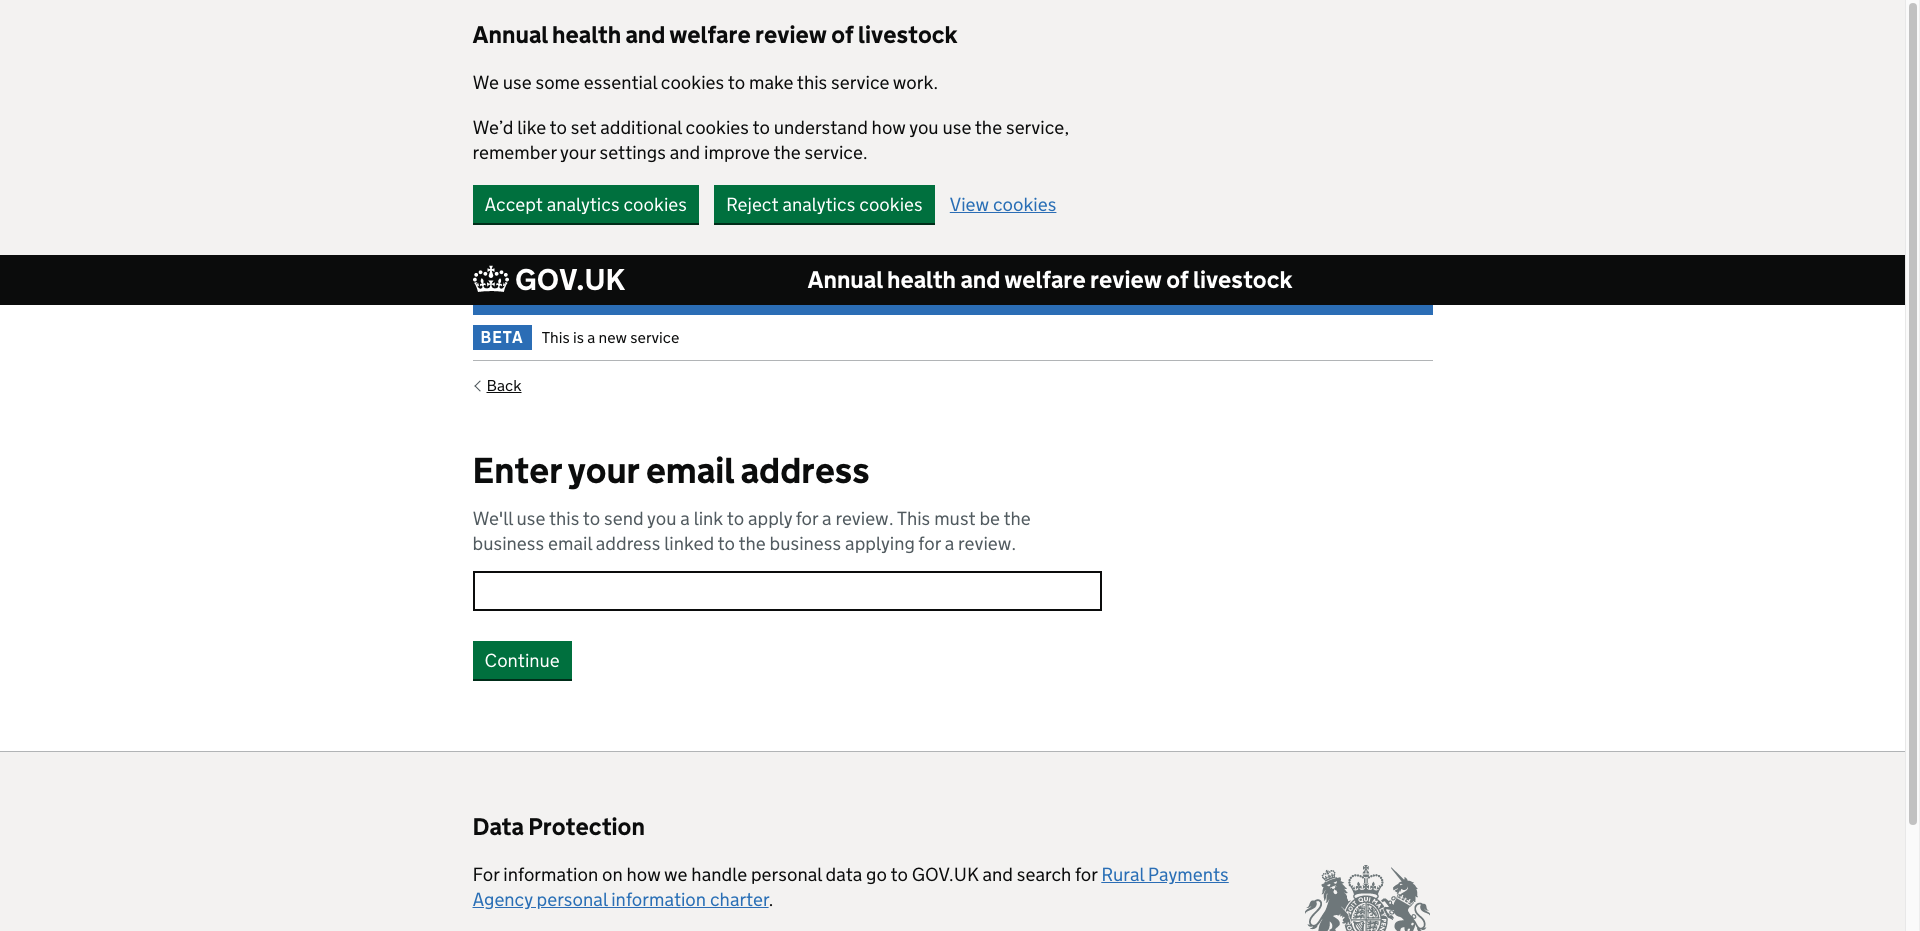 Annual health and welfare review of livestock
We use some essential cookies to make this service work.
We’d like to set additional cookies to understand how you use the service,
remember your settings and improve the service.
Accept analytics cookies
Reject analytics cookies
View cookies
GOV.UK
Annual health and welfare review of livestock
BETA
This is a new service
Back
Enter your email address
We'll use this to send you a link to apply for a review. This must be the
business email address linked to the business applying for a review.
Continue
Data Protection
For information on how we handle personal data go to GOV.UK and search for Rural Payments
Agency personal information charter.